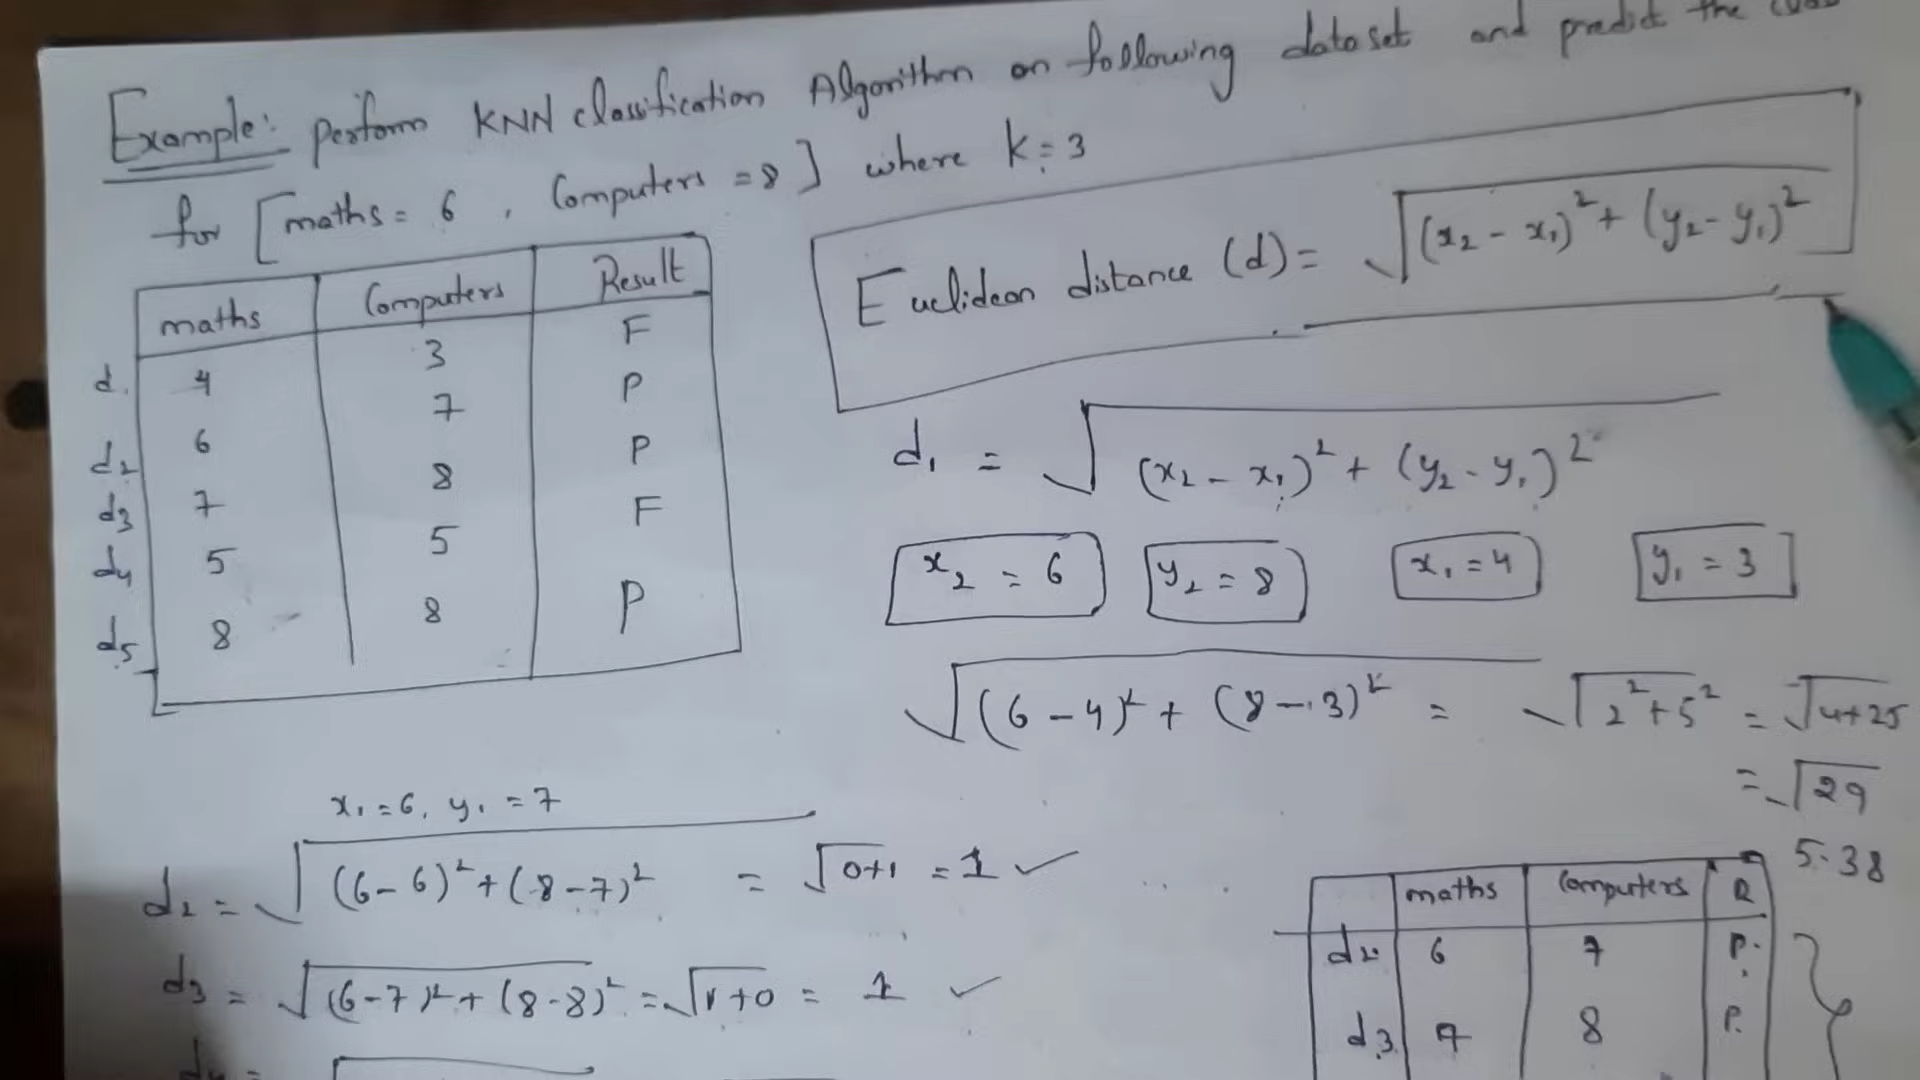 Example: perform KNN classification Algorithm on following dataset and predict the
for [maths = 6, Computers = 8] where K = 3
maths Computers Result
d1 4 3 F
d2 6 7 P
d3 7 8 P
d4 5 5 F
d5 8 8 P
Euclidean distance (d) = √(x₂ - x₁)² + (y₂ - y₁)²
d₁ = √(x₂ - x₁)² + (y₂ - y₁)²
x₂ = 6 y₂ = 8 x₁ = 4 y₁ = 3
√(6 - 4)² + (8 - 3)² = √2² + 5² = √4+25
= √29
5.38
x₁ = 6, y₁ = 7
d₂ = √(6 - 6)² + (8 - 7)² = √0+1 = 1 ✓
d₃ = √(6 - 7)² + (8 - 8)² = √1+0 = 1 ✓
d₄ =
maths Computers R
d₂ 6 7 P.
d3 7 8 P.